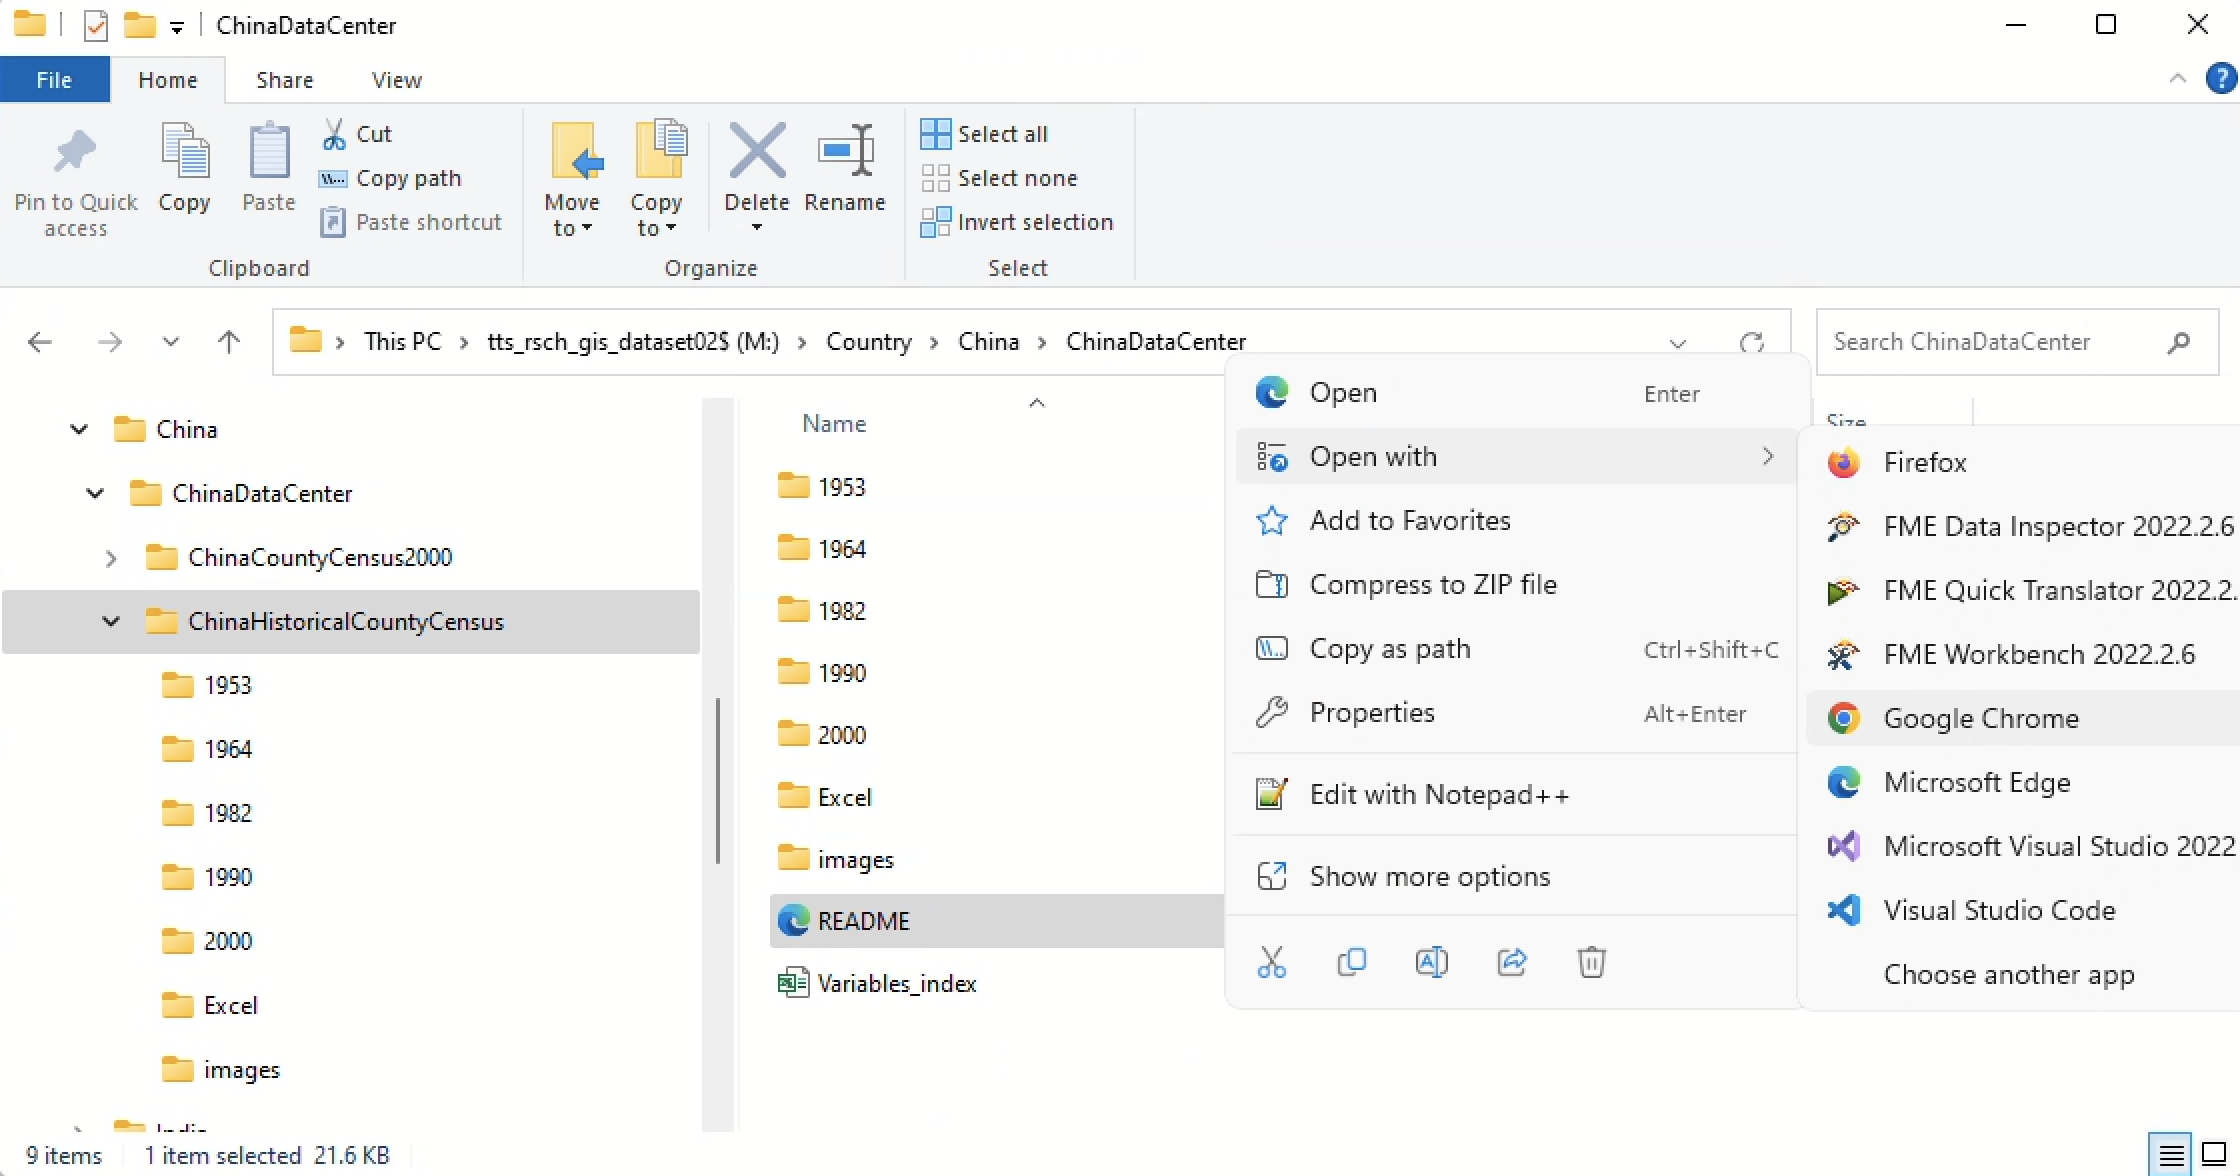 ChinaDataCenter
File Home Share View
Pin to Quick access
Copy
Paste
Cut
Copy path
Paste shortcut
Clipboard
Move to
Copy to
Delete
Rename
Organize
Select all
Select none
Invert selection
Select
This PC > tts_rsch_gis_dataset02$ (M:) > Country > China > ChinaDataCenter
Search ChinaDataCenter
China
ChinaDataCenter
ChinaCountyCensus2000
ChinaHistoricalCountyCensus
1953
1964
1982
1990
2000
Excel
images
Name
Size
1953
1964
1982
1990
2000
Excel
images
README
Variables_index
Open Enter
Open with
Add to Favorites
Compress to ZIP file
Copy as path Ctrl+Shift+C
Properties Alt+Enter
Edit with Notepad++
Show more options
Firefox
FME Data Inspector 2022.2.6
FME Quick Translator 2022.2.
FME Workbench 2022.2.6
Google Chrome
Microsoft Edge
Microsoft Visual Studio 2022
Visual Studio Code
Choose another app
9 items 1 item selected 21.6 KB